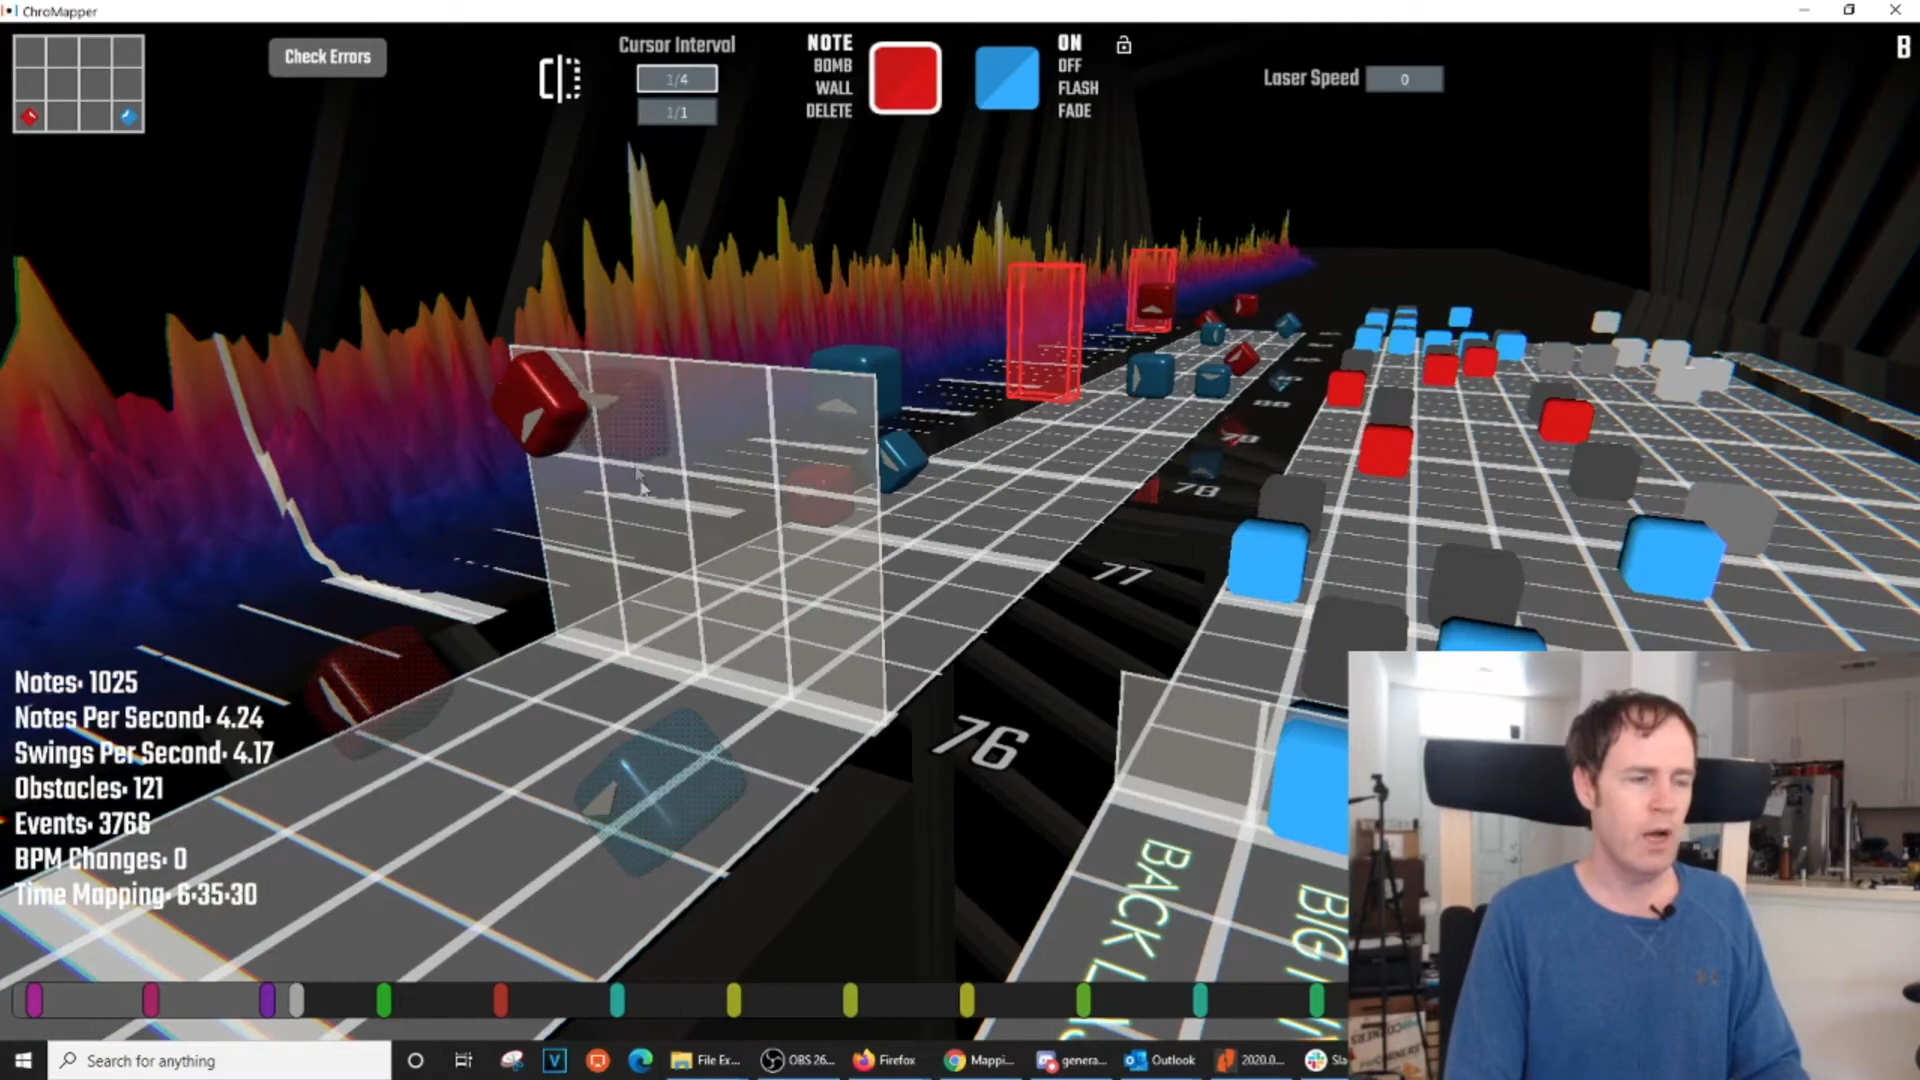 ChroMapper
Check Errors
Cursor Interval
1/4
1/1
NOTE
BOMB
WALL
DELETE
ON
OFF
FLASH
FADE
Laser Speed
0
B
80
79
78
77
76
Notes: 1025
Notes Per Second: 4.24
Swings Per Second: 4.17
Obstacles: 121
Events: 3766
BPM Changes: 0
Time Mapping: 6:35:30
BACK L
BIG
Search for anything
File Ex...
OBS 26...
Firefox
Mappi...
genera...
Outlook
2020.0...
Sla